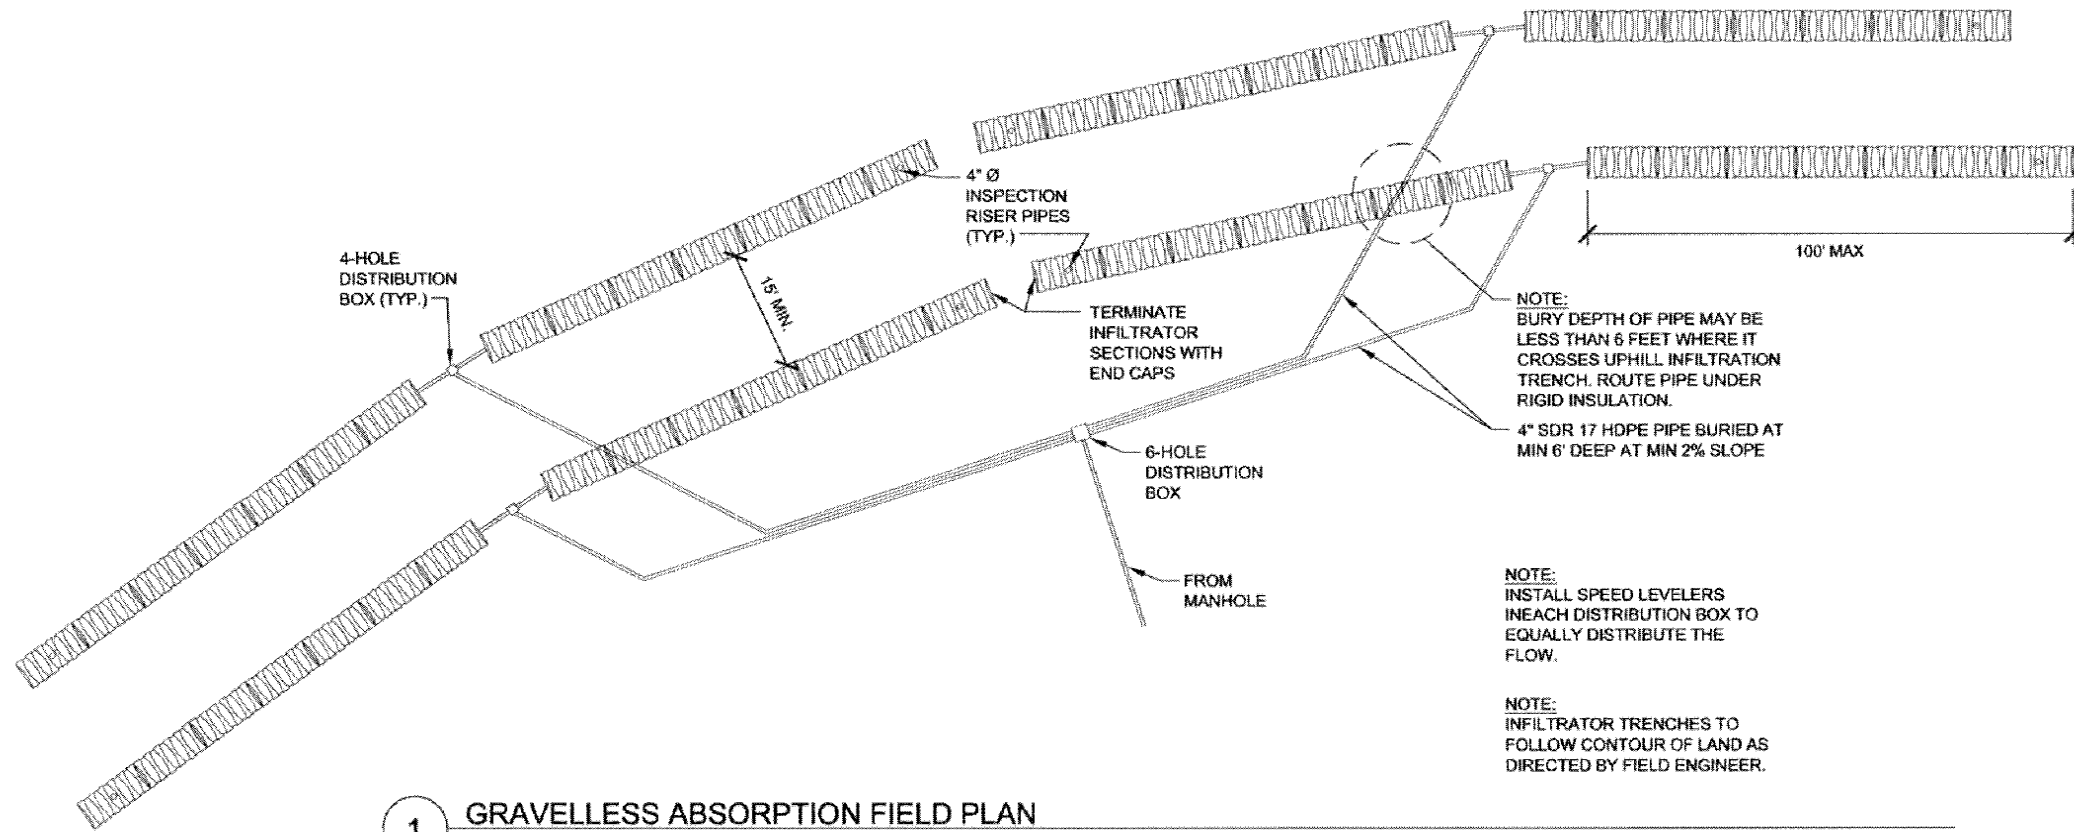 4-HOLE
DISTRIBUTION
BOX (TYP.)
4" Ø
INSPECTION
RISER PIPES
(TYP.)
15' MIN.
TERMINATE
INFILTRATOR
SECTIONS WITH
END CAPS
6-HOLE
DISTRIBUTION
BOX
FROM
MANHOLE
100' MAX
NOTE:
BURY DEPTH OF PIPE MAY BE
LESS THAN 6 FEET WHERE IT
CROSSES UPHILL INFILTRATION
TRENCH. ROUTE PIPE UNDER
RIGID INSULATION.
4" SDR 17 HDPE PIPE BURIED AT
MIN 6' DEEP AT MIN 2% SLOPE
NOTE:
INSTALL SPEED LEVELERS
INEACH DISTRIBUTION BOX TO
EQUALLY DISTRIBUTE THE
FLOW.
NOTE:
INFILTRATOR TRENCHES TO
FOLLOW CONTOUR OF LAND AS
DIRECTED BY FIELD ENGINEER.
1 GRAVELLESS ABSORPTION FIELD PLAN